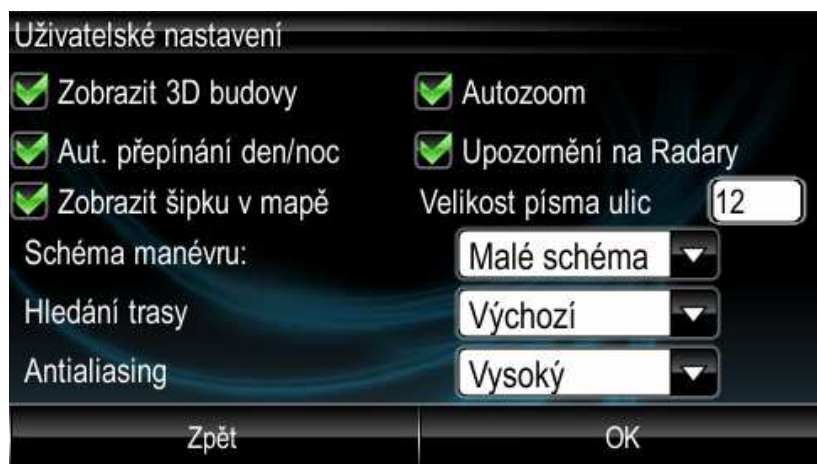 Uživatelské nastavení
Zobrazit 3D budovy Autozoom
Aut. přepínání den/noc Upozornění na Radary
Zobrazit šipku v mapě Velikost písma ulic 12
Schéma manévru: Malé schéma
Hledání trasy Výchozí
Antialiasing Vysoký
Zpět OK